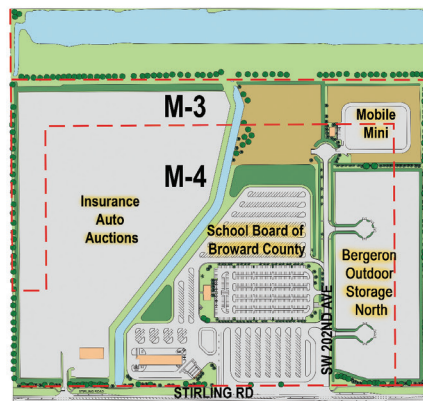 M-3
Mobile
Mini
M-4
Insurance
Auto
Auctions
School Board of
Broward County
Bergeron
Outdoor
Storage
North
SW 202ND AVE
STIRLING RD